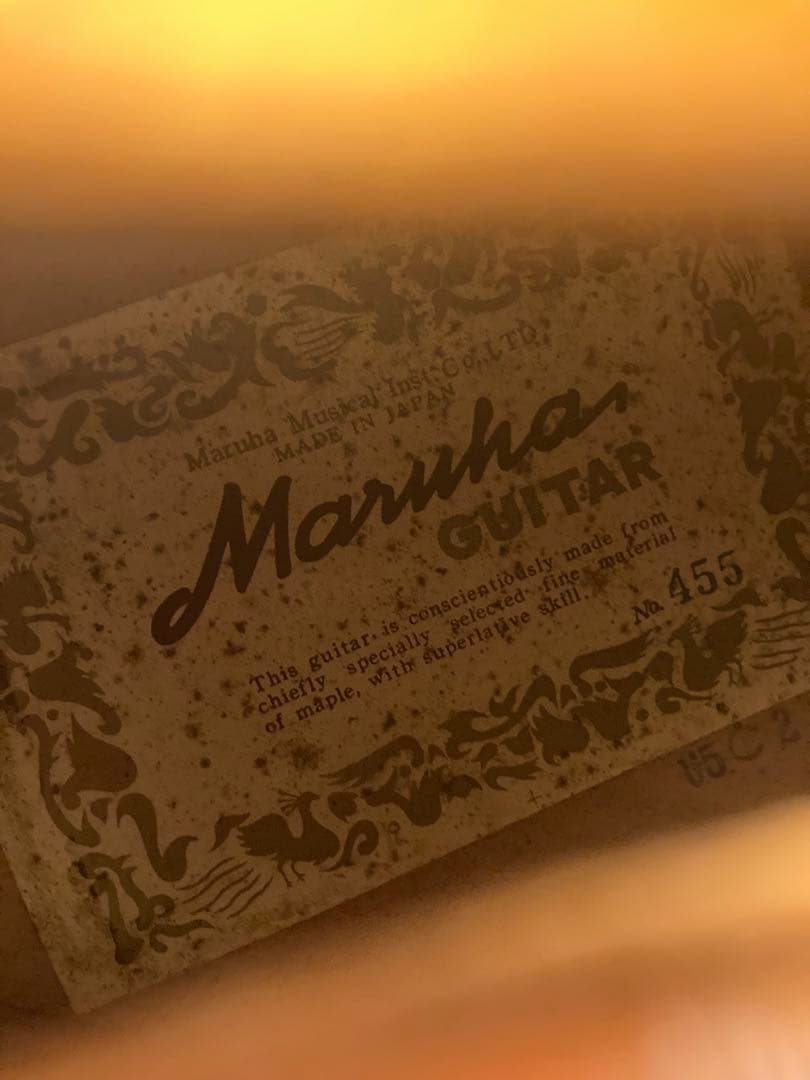 Maruha Musical Inst. Co., LTD.
MADE IN JAPAN
Maruha
GUITAR
This guitar is conscientiously made from
chiefly specially selected fine material
of maple, with superlative skill.
No. 455